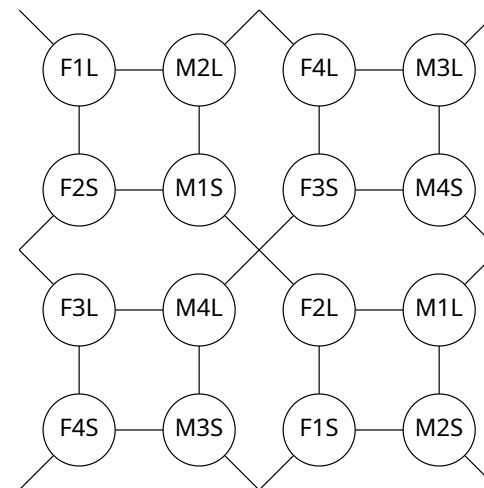 F1L M2L F4L M3L
F2S M1S F3S M4S
F3L M4L F2L M1L
F4S M3S F1S M2S